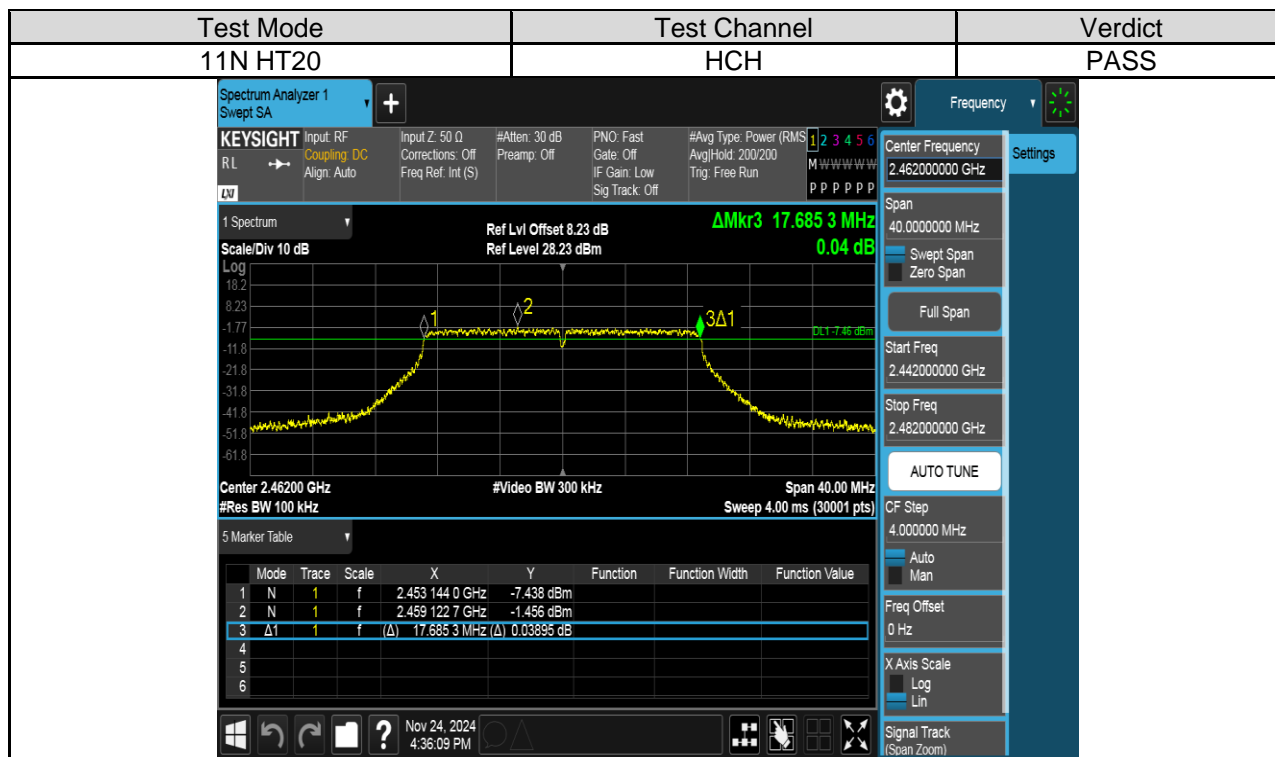 Test Mode Test Channel Verdict
11N HT20 HCH PASS
Spectrum Analyzer 1
Swept SA
+
Frequency
KEYSIGHT Input: RF Input Z: 50 Ω #Atten: 30 dB PNO: Fast #Avg Type: Power (RMS 1 2 3 4 5 6
RL Coupling: DC Corrections: Off Preamp: Off Gate: Off Avg|Hold: 200/200 M W W W W W
Align: Auto Freq Ref: Int (S) IF Gain: Low Trig: Free Run
LXI Sig Track: Off P P P P P P
1 Spectrum
Ref Lvl Offset 8.23 dB
ΔMkr3 17.685 3 MHz
Scale/Div 10 dB Ref Level 28.23 dBm 0.04 dB
Log
18.2
8.23
-1.77
-11.8
-21.8
-31.8
-41.8
-51.8
-61.8
1
2
3Δ1
DL1 -7.46 dBm
Center 2.46200 GHz #Video BW 300 kHz Span 40.00 MHz
#Res BW 100 kHz Sweep 4.00 ms (30001 pts)
5 Marker Table
Mode Trace Scale X Y Function Function Width Function Value
1 N 1 f 2.453 144 0 GHz -7.438 dBm
2 N 1 f 2.459 122 7 GHz -1.456 dBm
3 Δ1 1 f (Δ) 17.685 3 MHz (Δ) 0.03895 dB
4
5
6
?
Nov 24, 2024
4:36:09 PM
Center Frequency
2.462000000 GHz
Settings
Span
40.0000000 MHz
Swept Span
Zero Span
Full Span
Start Freq
2.442000000 GHz
Stop Freq
2.482000000 GHz
AUTO TUNE
CF Step
4.000000 MHz
Auto
Man
Freq Offset
0 Hz
X Axis Scale
Log
Lin
Signal Track
(Span Zoom)